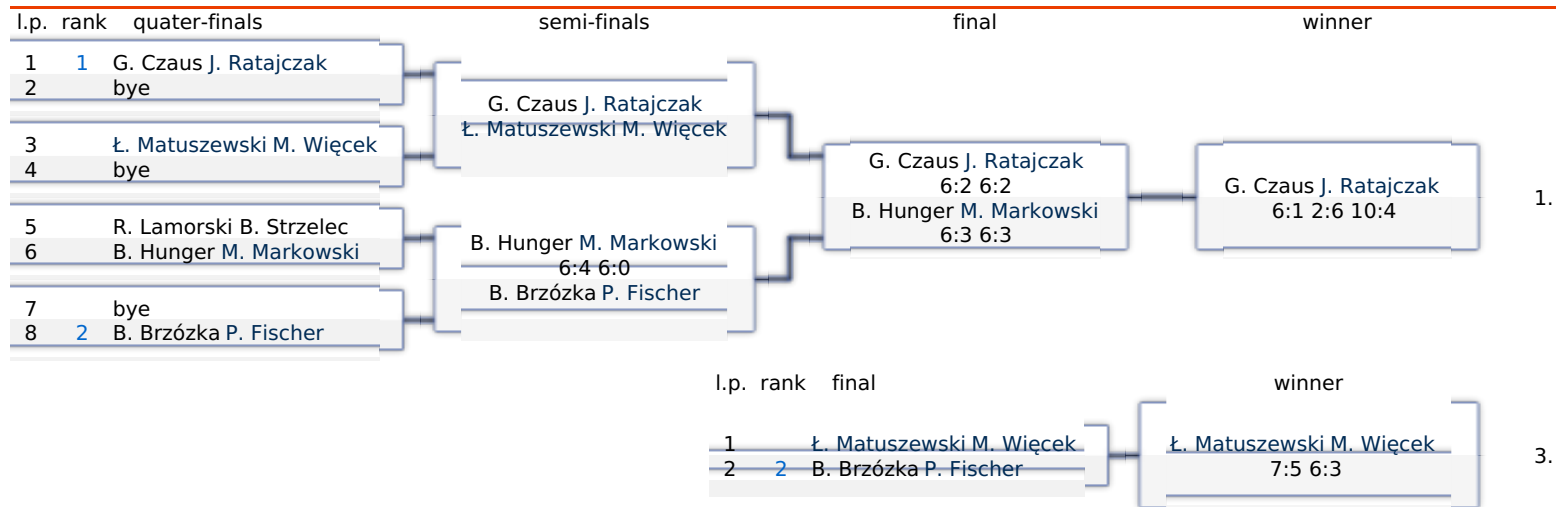 l.p. rank quater-finals semi-finals final winner
1 1 G. Czaus J. Ratajczak
2 bye
3 Ł. Matuszewski M. Więcek
4 bye
5 R. Lamorski B. Strzelec
6 B. Hunger M. Markowski
7 bye
8 2 B. Brzózka P. Fischer
G. Czaus J. Ratajczak
Ł. Matuszewski M. Więcek
B. Hunger M. Markowski
6:4 6:0
B. Brzózka P. Fischer
G. Czaus J. Ratajczak
6:2 6:2
B. Hunger M. Markowski
6:3 6:3
G. Czaus J. Ratajczak
6:1 2:6 10:4
1.
l.p. rank final winner
1 Ł. Matuszewski M. Więcek
2 2 B. Brzózka P. Fischer
Ł. Matuszewski M. Więcek
7:5 6:3
3.